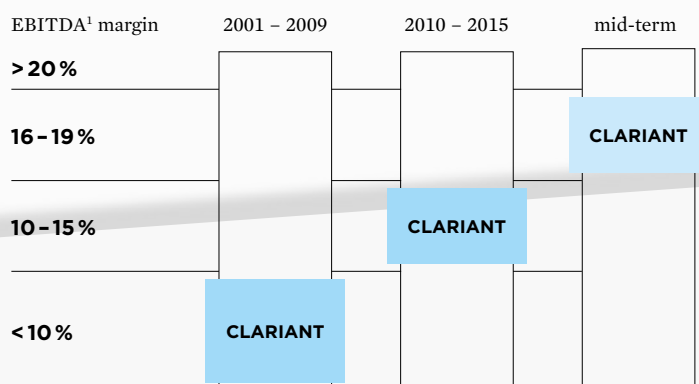 EBITDA¹ margin 2001 – 2009 2010 – 2015 mid-term
> 20 %
16 – 19 % CLARIANT
10 – 15 % CLARIANT
< 10 % CLARIANT